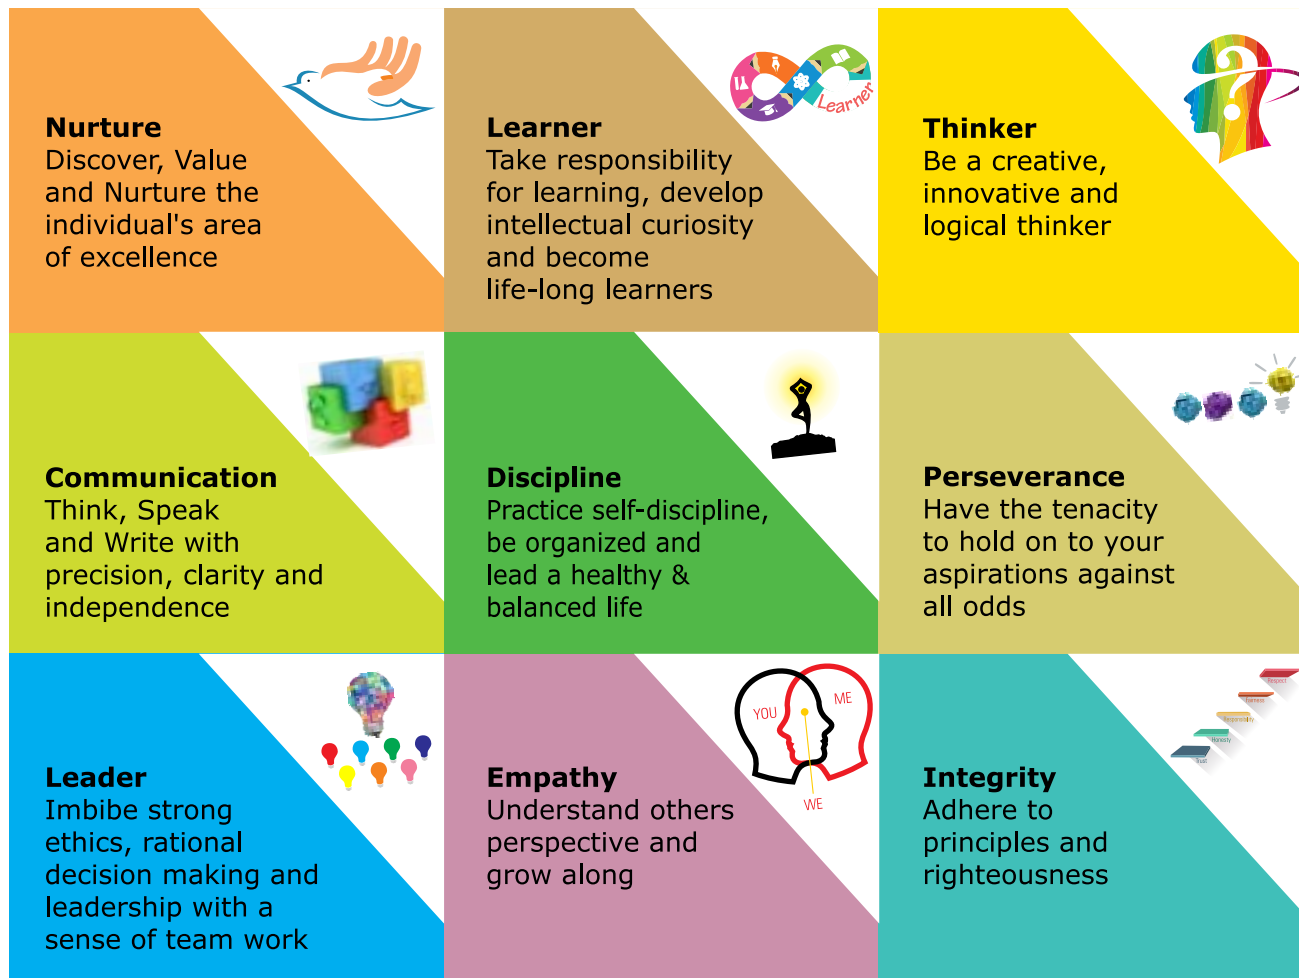 Nurture
Discover, Value
and Nurture the
individual's area
of excellence
Learner
Learner
Take responsibility
for learning, develop
intellectual curiosity
and become
life-long learners
Thinker
Be a creative,
innovative and
logical thinker
Communication
Think, Speak
and Write with
precision, clarity and
independence
Discipline
Practice self-discipline,
be organized and
lead a healthy &
balanced life
Perseverance
Have the tenacity
to hold on to your
aspirations against
all odds
Leader
Imbibe strong
ethics, rational
decision making and
leadership with a
sense of team work
YOU
ME
WE
Empathy
Understand others
perspective and
grow along
Respect
Fairness
Responsibility
Honesty
Trust
Integrity
Adhere to
principles and
righteousness